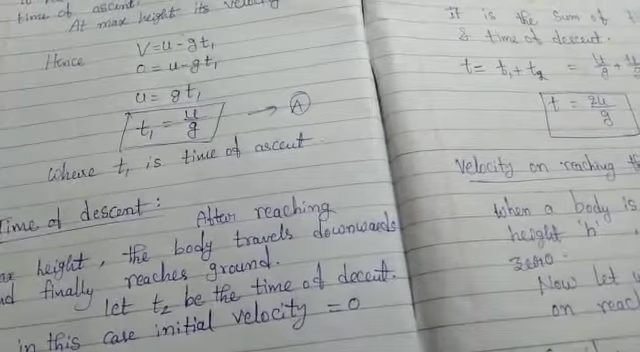 time of ascent.
At max height its velocity
Hence V = u - gt₁
0 = u - gt₁
u = gt₁
t₁ = u/g → A
where t₁ is time of ascent.
Time of descent:
After reaching
height, the body travels downwards
finally reaches ground.
let t₂ be the time of decent.
in this case initial velocity = 0
It is the sum of
& time of descent.
t = t₁ + t₂ = u/g + u/g
t = 2u/g
Velocity on reaching
When a body is
height 'h'
zero.
Now let
on